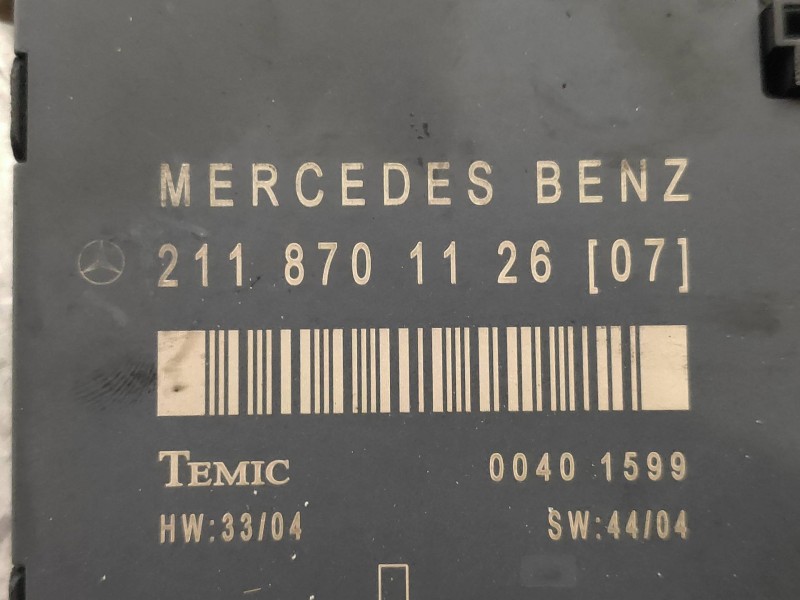 MERCEDES BENZ
211 870 11 26 [07]
TEMIC 0040 1599
HW:33/04 SW:44/04